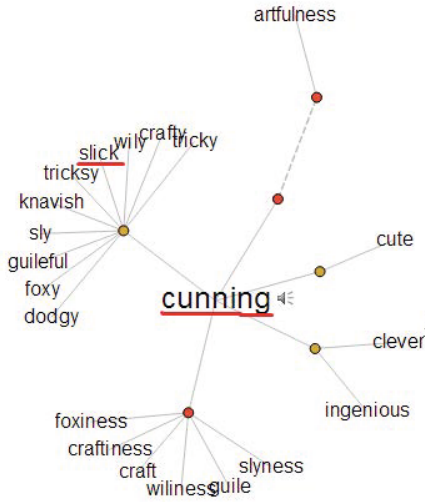 artfulness
crafty
wily
tricky
slick
tricksy
knavish
sly
guileful
foxy
dodgy
cute
cunning
clever
ingenious
foxiness
craftiness
craft
wiliness
guile
slyness